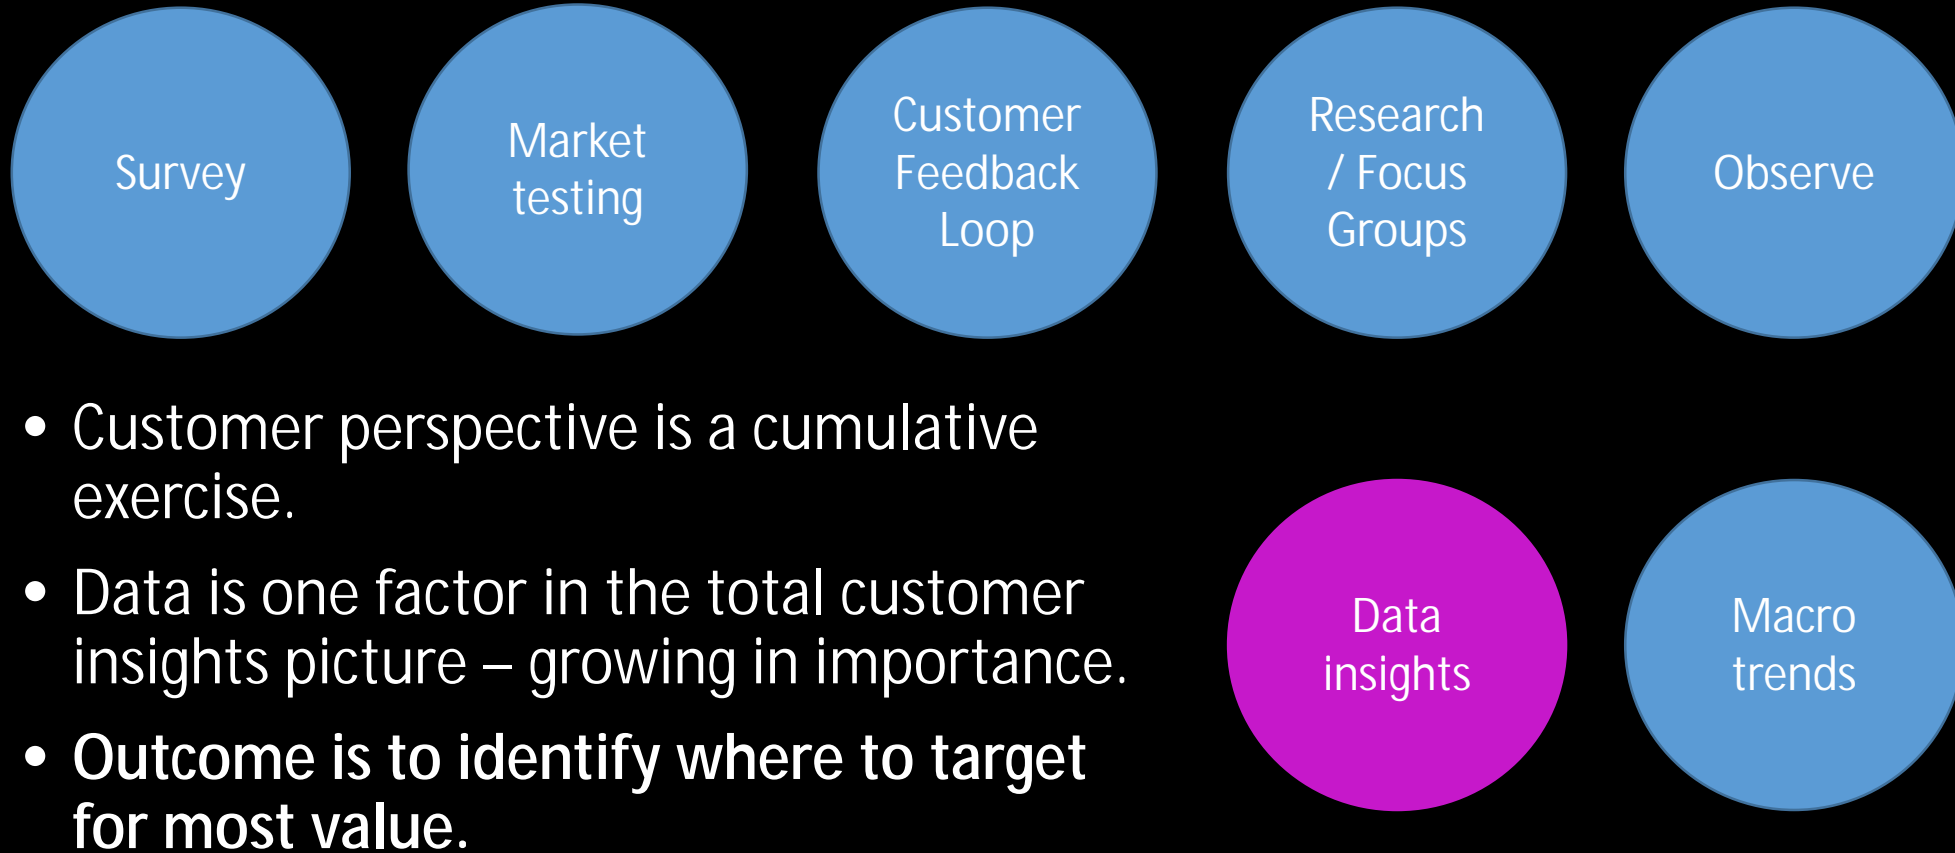 Survey
Market
testing
Customer
Feedback
Loop
Research
/ Focus
Groups
Observe
• Customer perspective is a cumulative
exercise.
• Data is one factor in the total customer
insights picture – growing in importance.
• Outcome is to identify where to target
for most value.
Data
insights
Macro
trends